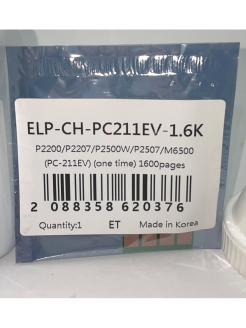 ELP-CH-PC211EV-1.6K
P2200/P2207/P2500W/P2507/M6500
(PC-211EV) (one time) 1600pages
2 088358 620376 >
Quantity:1 ET Made in Korea